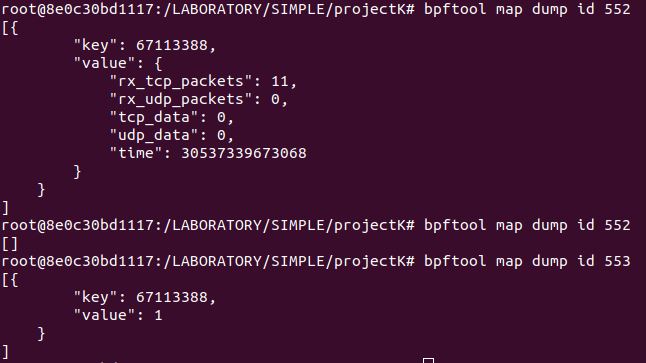 root@8e0c30bd1117:/LABORATORY/SIMPLE/projectK# bpftool map dump id 552
[{
        "key": 67113388,
        "value": {
            "rx_tcp_packets": 11,
            "rx_udp_packets": 0,
            "tcp_data": 0,
            "udp_data": 0,
            "time": 30537339673068
        }
    }
]
root@8e0c30bd1117:/LABORATORY/SIMPLE/projectK# bpftool map dump id 552
[]
root@8e0c30bd1117:/LABORATORY/SIMPLE/projectK# bpftool map dump id 553
[{
        "key": 67113388,
        "value": 1
    }
]